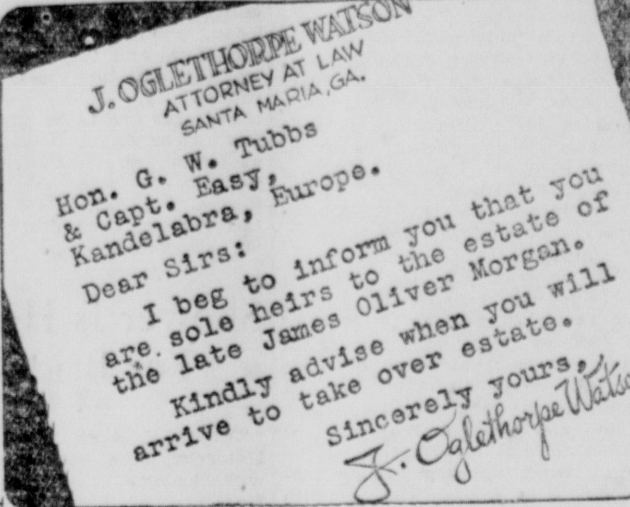 J. OGLETHORPE WATSON
ATTORNEY AT LAW
SANTA MARIA, GA.
Hon. G. W. Tubbs
& Capt. Easy,
Kandelabra, Europe.
Dear Sirs:
I beg to inform you that you
are sole heirs to the estate of
the late James Oliver Morgan.
Kindly advise when you will
arrive to take over estate.
Sincerely yours,
J. Oglethorpe Watso